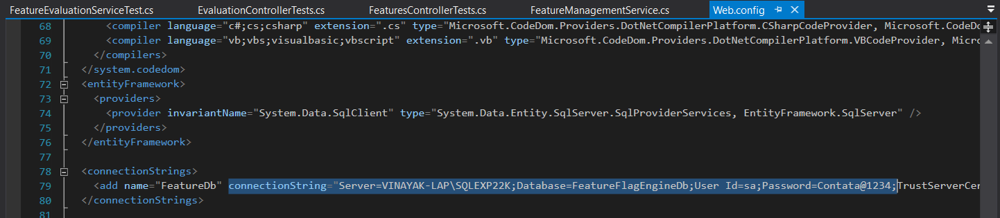 FeatureEvaluationServiceTest.cs EvaluationControllerTests.cs FeaturesControllerTests.cs FeatureManagementService.cs Web.config
68 <compiler language="c#;cs;csharp" extension=".cs" type="Microsoft.CodeDom.Providers.DotNetCompilerPlatform.CSharpCodeProvider, Microsoft.CodeDo
69 <compiler language="vb;vbs;visualbasic;vbscript" extension=".vb" type="Microsoft.CodeDom.Providers.DotNetCompilerPlatform.VBCodeProvider, Micro
70 </compilers>
71 </system.codedom>
72 <entityFramework>
73 <providers>
74 <provider invariantName="System.Data.SqlClient" type="System.Data.Entity.SqlServer.SqlProviderServices, EntityFramework.SqlServer" />
75 </providers>
76 </entityFramework>
77
78 <connectionStrings>
79 <add name="FeatureDb" connectionString="Server=VINAYAK-LAP\SQLEXP22K;Database=FeatureFlagEngineDb;User Id=sa;Password=Contata@1234;TrustServerCer
80 </connectionStrings>
81